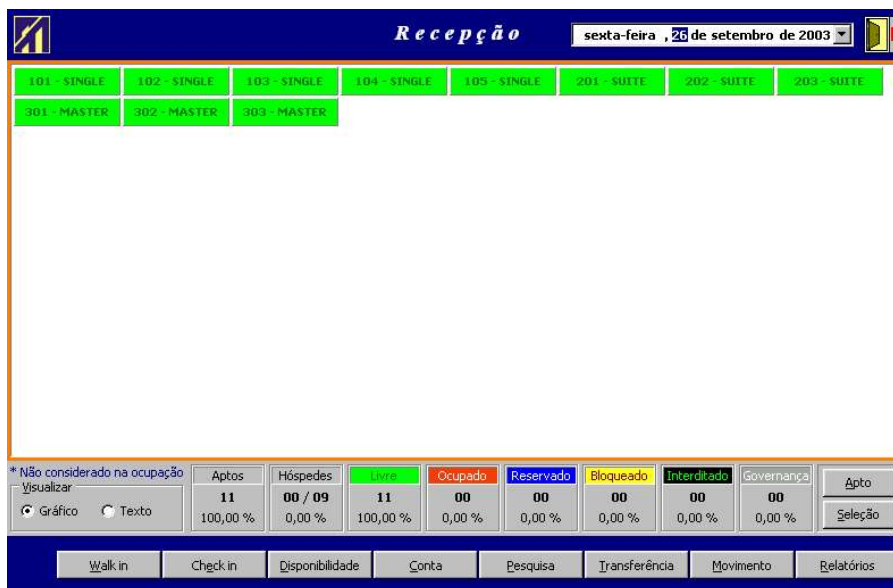 Recepção
sexta-feira , 26 de setembro de 2003
101 - SINGLE 102 - SINGLE 103 - SINGLE 104 - SINGLE 105 - SINGLE 201 - SUITE 202 - SUITE 203 - SUITE
301 - MASTER 302 - MASTER 303 - MASTER
* Não considerado na ocupação
Visualizar
Gráfico Texto
Aptos Hóspedes Livre Ocupado Reservado Bloqueado Interditado Governança
11 00 / 09 11 00 00 00 00 00
100,00 % 0,00 % 100,00 % 0,00 % 0,00 % 0,00 % 0,00 % 0,00 %
Apto
Seleção
Walk in Check in Disponibilidade Conta Pesquisa Transferência Movimento Relatórios